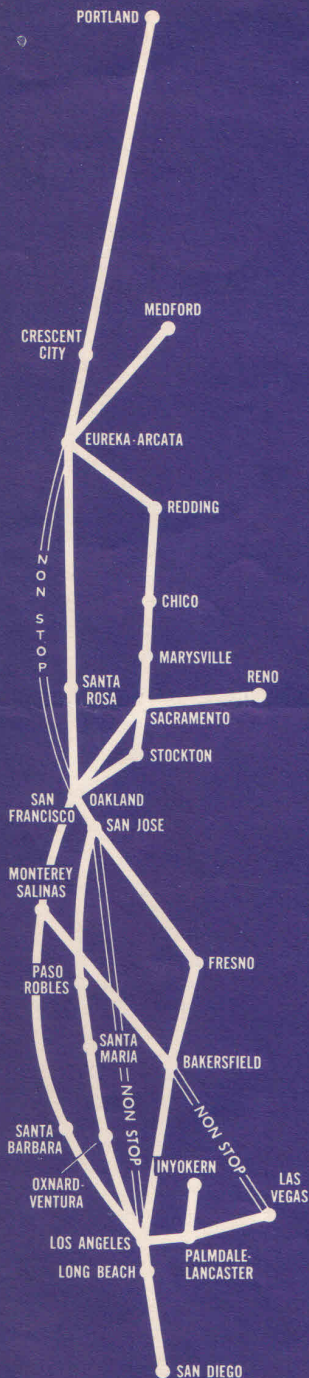 PORTLAND
MEDFORD
CRESCENT
CITY
EUREKA-ARCATA
REDDING
NON STOP
CHICO
MARYSVILLE
SANTA
ROSA
RENO
SACRAMENTO
STOCKTON
SAN
FRANCISCO
OAKLAND
SAN JOSE
MONTEREY
SALINAS
FRESNO
PASO
ROBLES
SANTA
MARIA
BAKERSFIELD
NON STOP
NON STOP
SANTA
BARBARA
INYOKERN
OXNARD-
VENTURA
LAS
VEGAS
LOS ANGELES
PALMDALE-
LANCASTER
LONG BEACH
SAN DIEGO